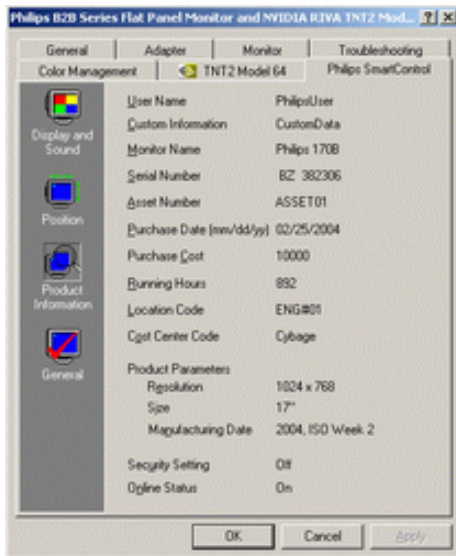 Philips B2B Series Flat Panel Monitor and NVIDIA RIVA TNT2 Mod...
General Adapter Monitor Troubleshooting
Color Management TNT2 Model 64 Philips SmartControl
Display and Sound
Position
Product Information
General
User Name PhilipsUser
Custom Information CustomData
Monitor Name Philips 170B
Serial Number BZ 382306
Asset Number ASSET01
Purchase Date (mm/dd/yy) 02/25/2004
Purchase Cost 10000
Running Hours 892
Location Code ENG#01
Cost Center Code Cybage
Product Parameters
Resolution 1024 x 768
Size 17"
Manufacturing Date 2004, ISO Week 2
Security Setting Off
Online Status On
OK Cancel Apply